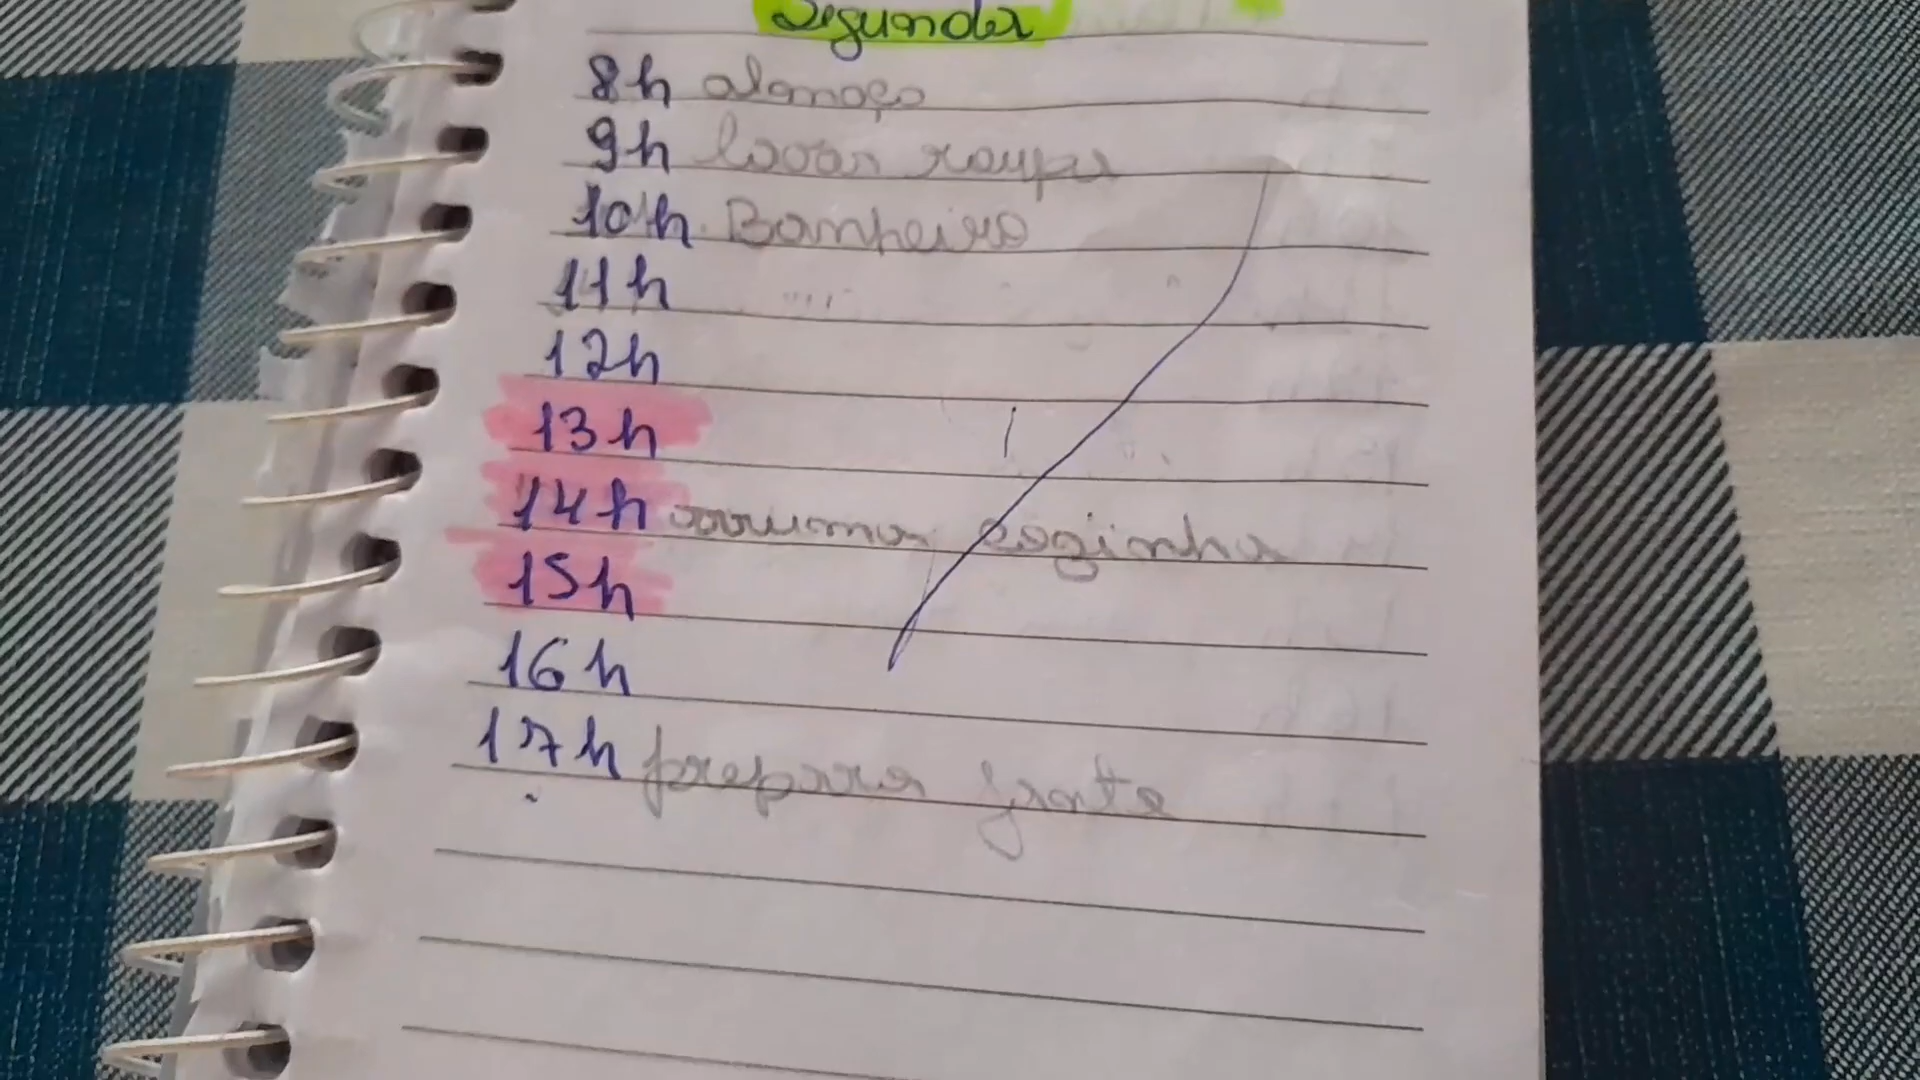 Segunda
8h almoço
9h lavar roupa
10h Banheiro
11h
12h
13h
14h arrumar cozinha
15h
16h
17h preparar janta